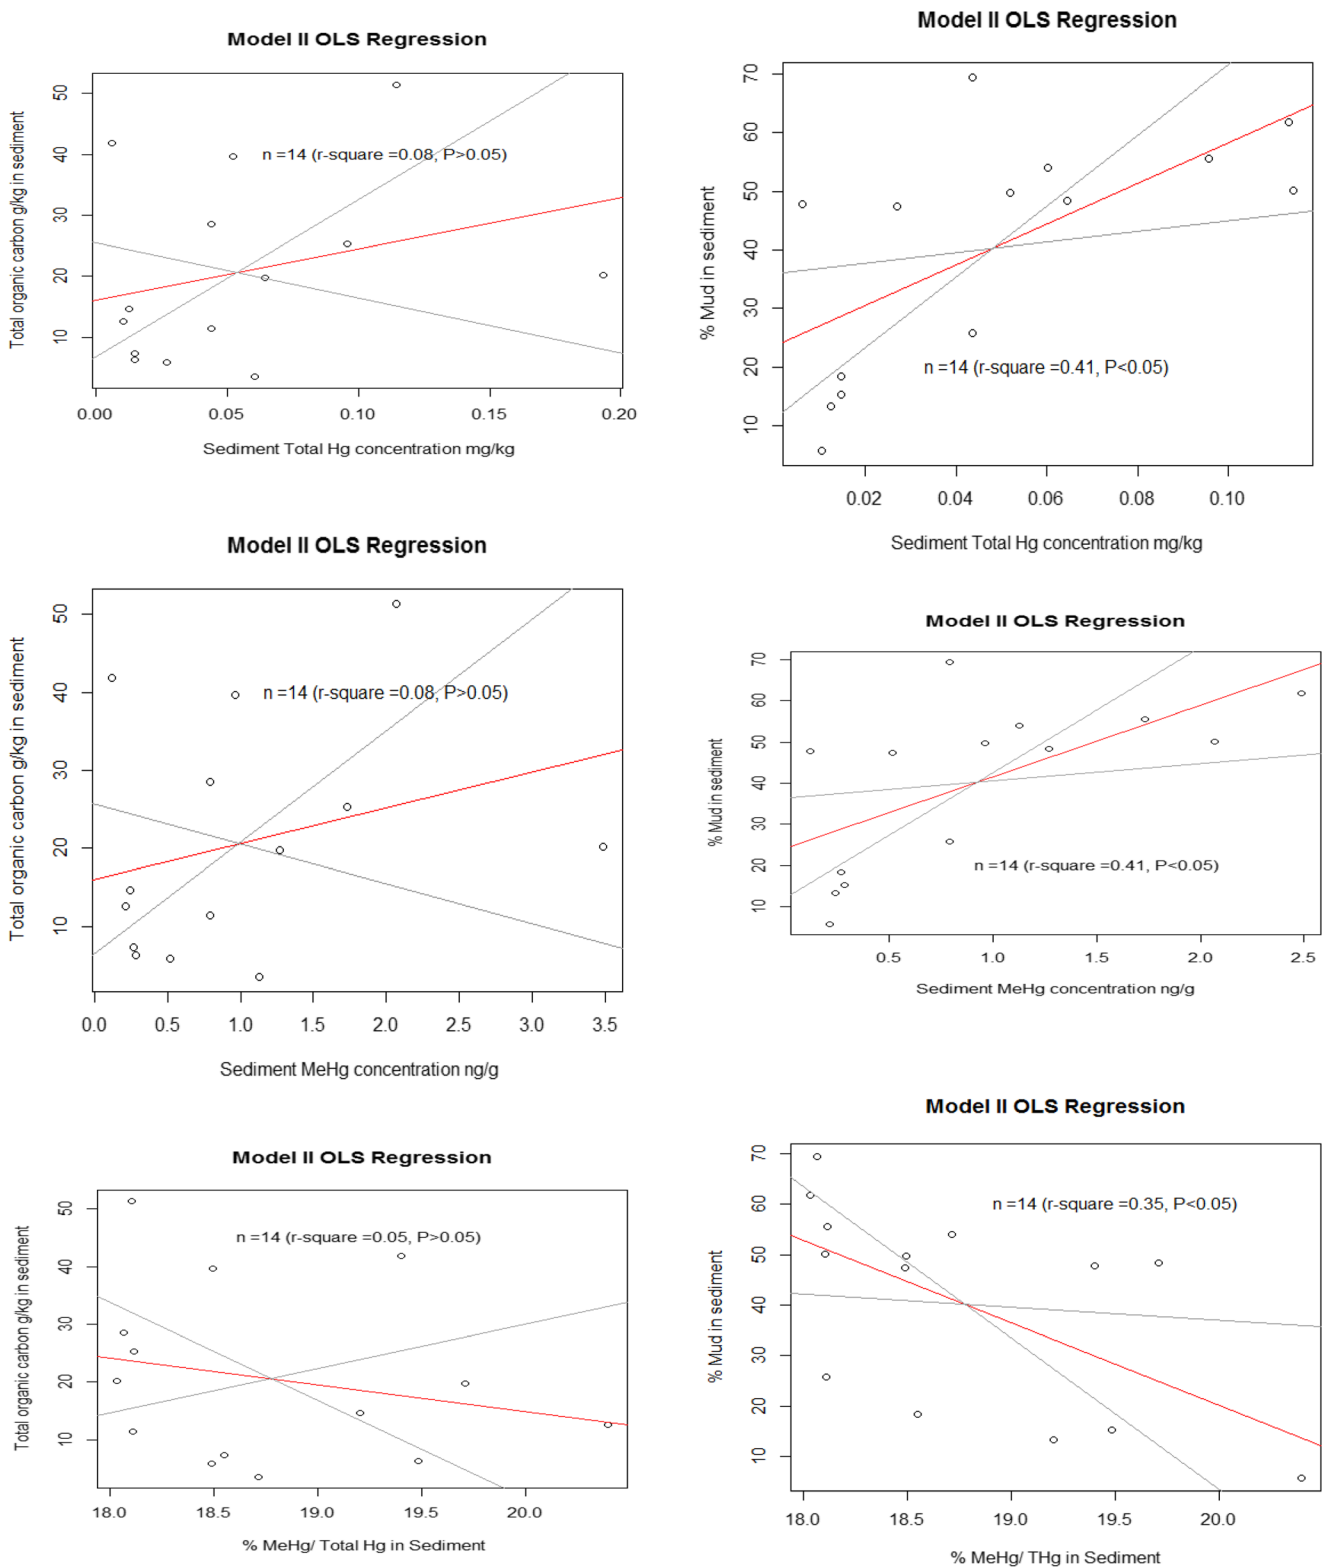 Model II OLS Regression
Total organic carbon g/kg in sediment
50
40
30
20
10
n =14 (r-square =0.08, P>0.05)
0.00 0.05 0.10 0.15 0.20
Sediment Total Hg concentration mg/kg
Model II OLS Regression
% Mud in sediment
70
60
50
40
30
20
10
n =14 (r-square =0.41, P<0.05)
0.02 0.04 0.06 0.08 0.10
Sediment Total Hg concentration mg/kg
Model II OLS Regression
Total organic carbon g/kg in sediment
50
40
30
20
10
n =14 (r-square =0.08, P>0.05)
0.0 0.5 1.0 1.5 2.0 2.5 3.0 3.5
Sediment MeHg concentration ng/g
Model II OLS Regression
% Mud in sediment
70
60
50
40
30
20
10
n =14 (r-square =0.41, P<0.05)
0.5 1.0 1.5 2.0 2.5
Sediment MeHg concentration ng/g
Model II OLS Regression
Total organic carbon g/kg in sediment
50
40
30
20
10
n =14 (r-square =0.05, P>0.05)
18.0 18.5 19.0 19.5 20.0
% MeHg/ Total Hg in Sediment
Model II OLS Regression
% Mud in sediment
70
60
50
40
30
20
10
n =14 (r-square =0.35, P<0.05)
18.0 18.5 19.0 19.5 20.0
% MeHg/ THg in Sediment